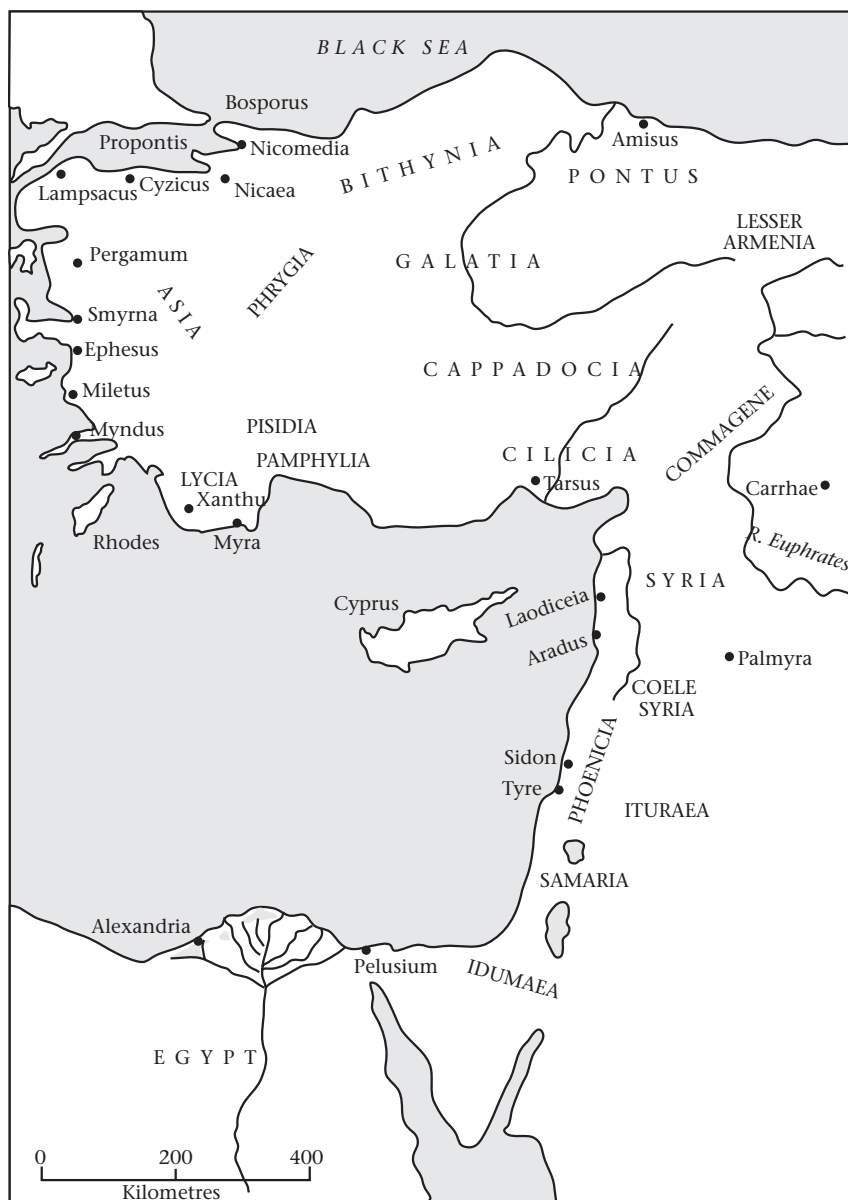 BLACK SEA
Bosporus
Propontis
Nicomedia
Amisus
BITHYNIA
PONTUS
Lampsacus
Cyzicus
Nicaea
LESSER
ARMENIA
Pergamum
PHRYGIA
GALATIA
ASIA
Smyrna
Ephesus
CAPPADOCIA
Miletus
COMMAGENE
Myndus
PISIDIA
PAMPHYLIA
CILICIA
LYCIA
Xanthu
Tarsus
Carrhae
Rhodes
Myra
R. Euphrates
SYRIA
Cyprus
Laodiceia
Aradus
Palmyra
COELE
SYRIA
Sidon
Tyre
PHOENICIA
ITURAEA
SAMARIA
Alexandria
Pelusium
IDUMAEA
EGYPT
0 200 400
Kilometres